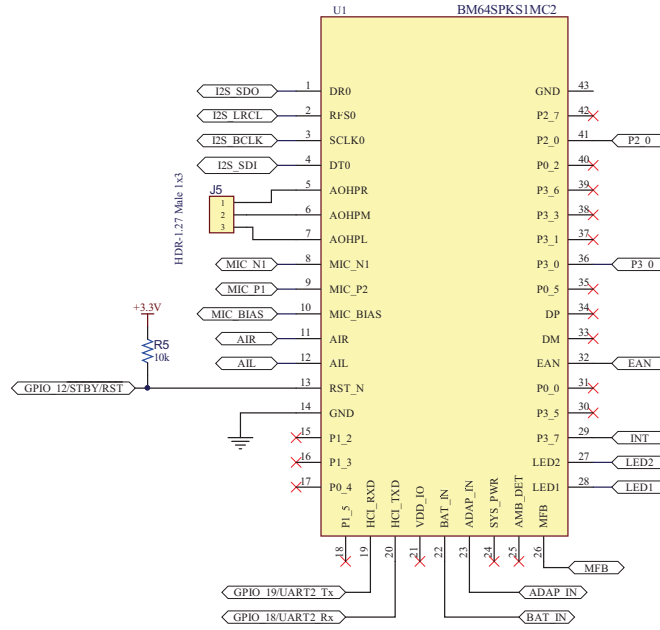 U1 BM64SPKS1MC2
I2S_SDO 1 DR0 GND 43
I2S_LRCL 2 RFS0 P2_7 42
I2S_BCLK 3 SCLK0 P2_0 41 P2_0
I2S_SDI 4 DT0 P0_2 40
J5
HDR-1.27 Male 1x3
1
2
3
5 AOHPR P3_6 39
6 AOHPM P3_3 38
7 AOHPL P3_1 37
MIC_N1 8 MIC_N1 P3_0 36 P3_0
MIC_P1 9 MIC_P2 P0_5 35
MIC_BIAS 10 MIC_BIAS DP 34
AIR 11 AIR DM 33
AIL 12 AIL EAN 32 EAN
+3.3V
R5
10k
GPIO_12/STBY/RST 13 RST_N P0_0 31
14 GND P3_5 30
15 P1_2 P3_7 29 INT
16 P1_3 LED2 27 LED2
17 P0_4 LED1 28 LED1
P1_5 HCI_RXD HCI_TXD VDD_IO BAT_IN ADAP_IN SYS_PWR AMB_DET MFB
18 19 20 21 22 23 24 25 26
MFB
GPIO_19/UART2_Tx ADAP_IN
GPIO_18/UART2_Rx BAT_IN